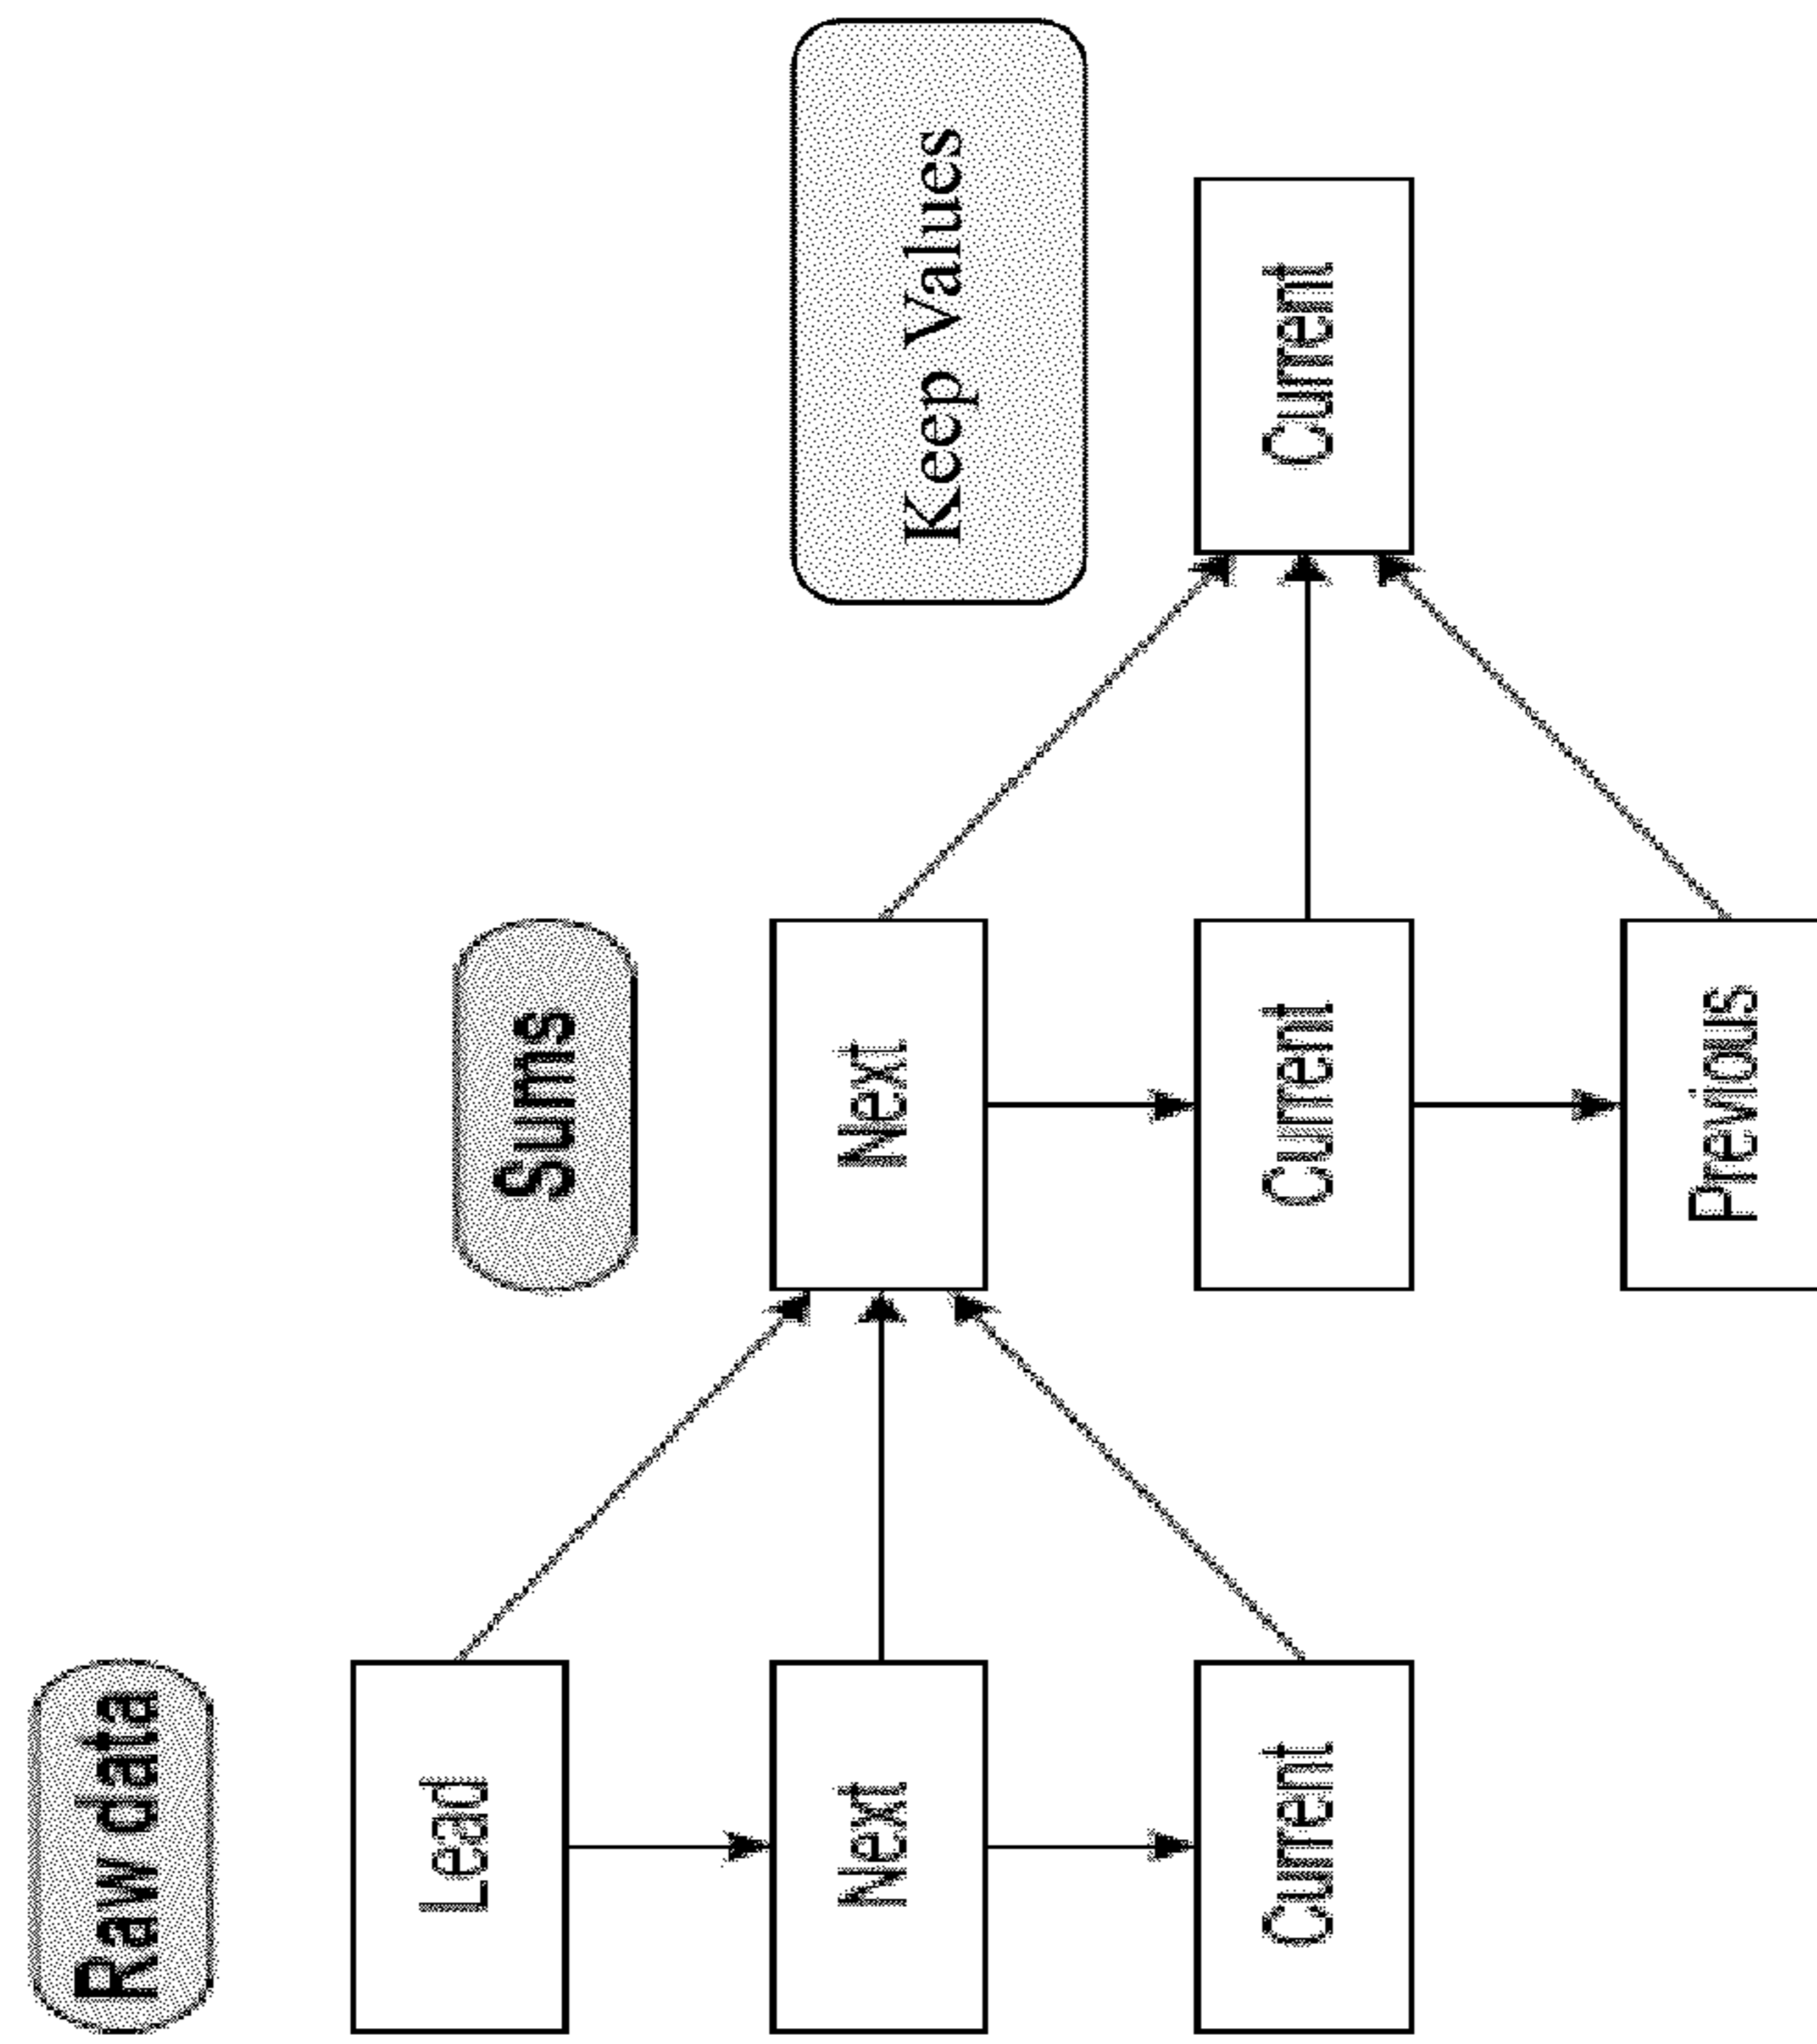 Raw data
Lead
Next
Current
Sums
Next
Current
Previous
Keep Values
Current